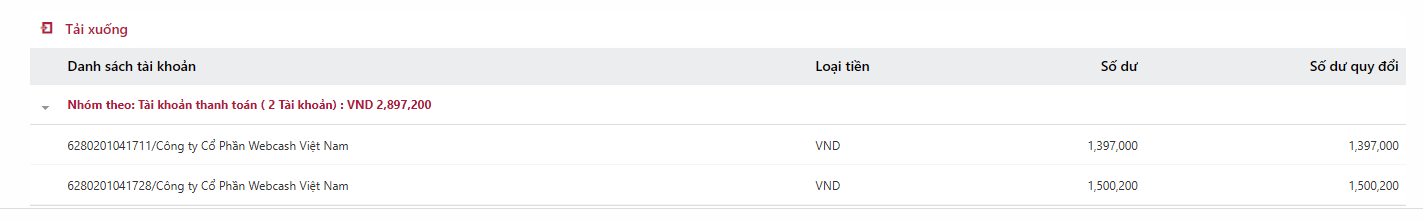 Tải xuống
Danh sách tài khoản Loại tiền Số dư Số dư quy đổi
Nhóm theo: Tài khoản thanh toán ( 2 Tài khoản) : VND 2,897,200
6280201041711/Công ty Cổ Phần Webcash Việt Nam VND 1,397,000 1,397,000
6280201041728/Công ty Cổ Phần Webcash Việt Nam VND 1,500,200 1,500,200